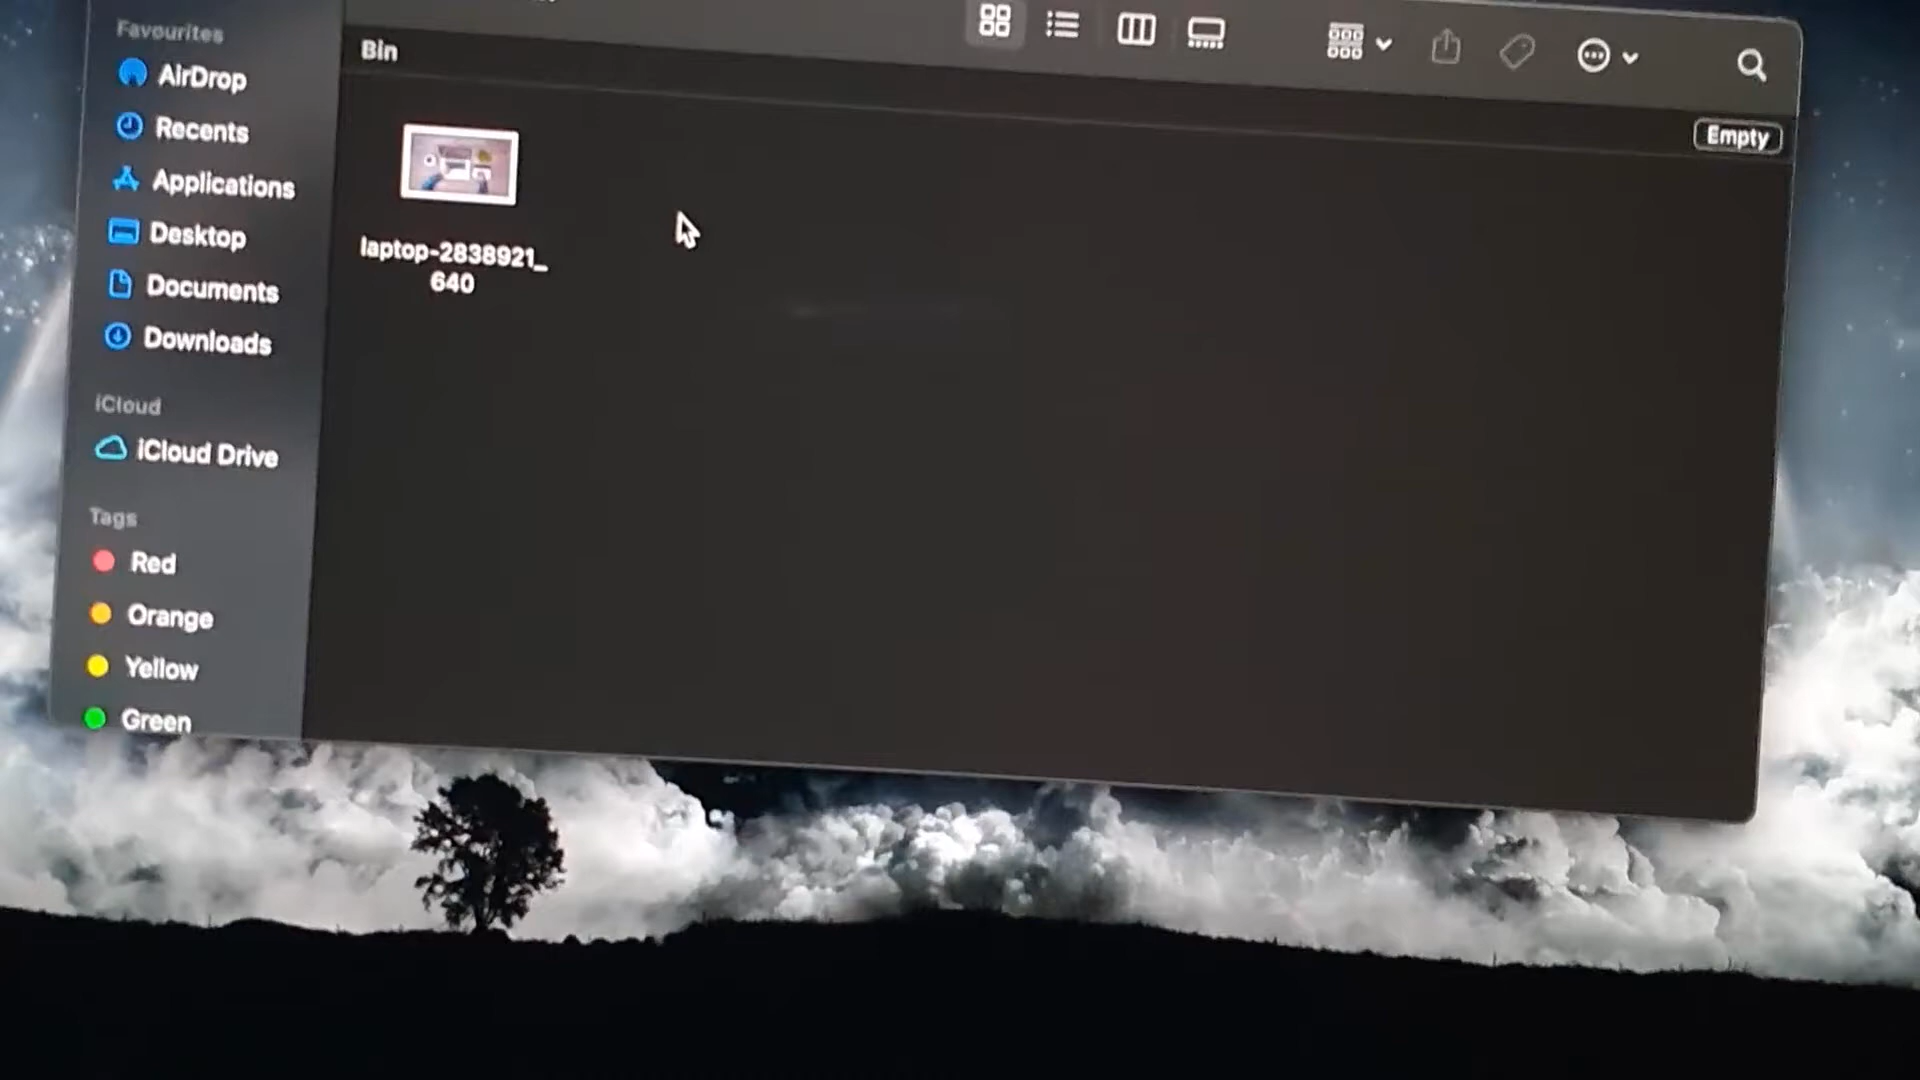 Favourites
AirDrop
Recents
Applications
Desktop
Documents
Downloads
iCloud
iCloud Drive
Tags
Red
Orange
Yellow
Green
Bin
Empty
laptop-2838921_
640